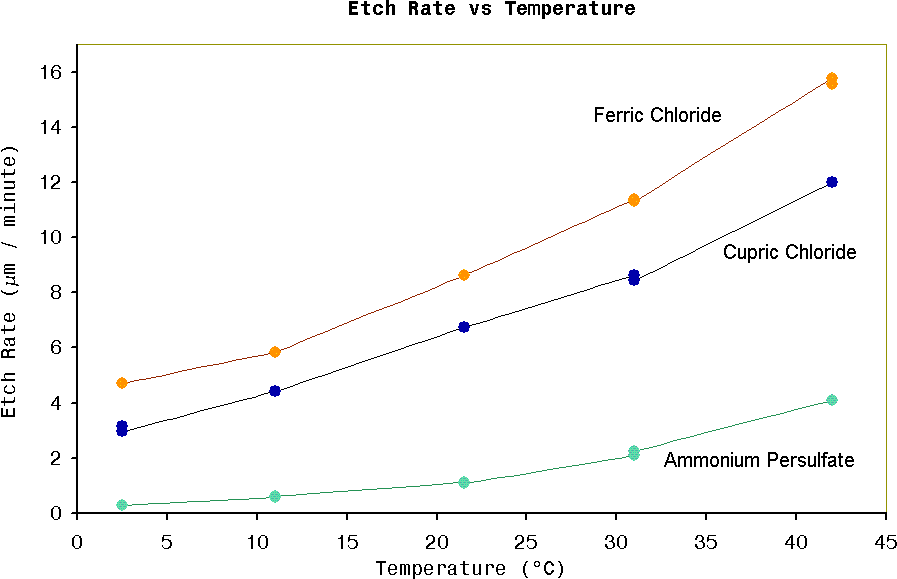 Etch Rate vs Temperature
16
14
12
10
8
6
4
2
0
Etch Rate (µm / minute)
Ferric Chloride
Cupric Chloride
Ammonium Persulfate
0 5 10 15 20 25 30 35 40 45
Temperature (°C)